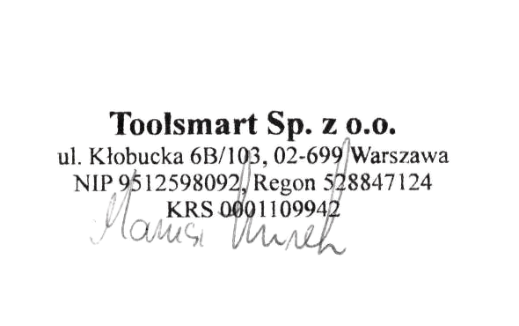 Toolsmart Sp. z o.o.
ul. Kłobucka 6B/103, 02-699 Warszawa
NIP 9512598092, Regon 528847124
KRS 0001109942